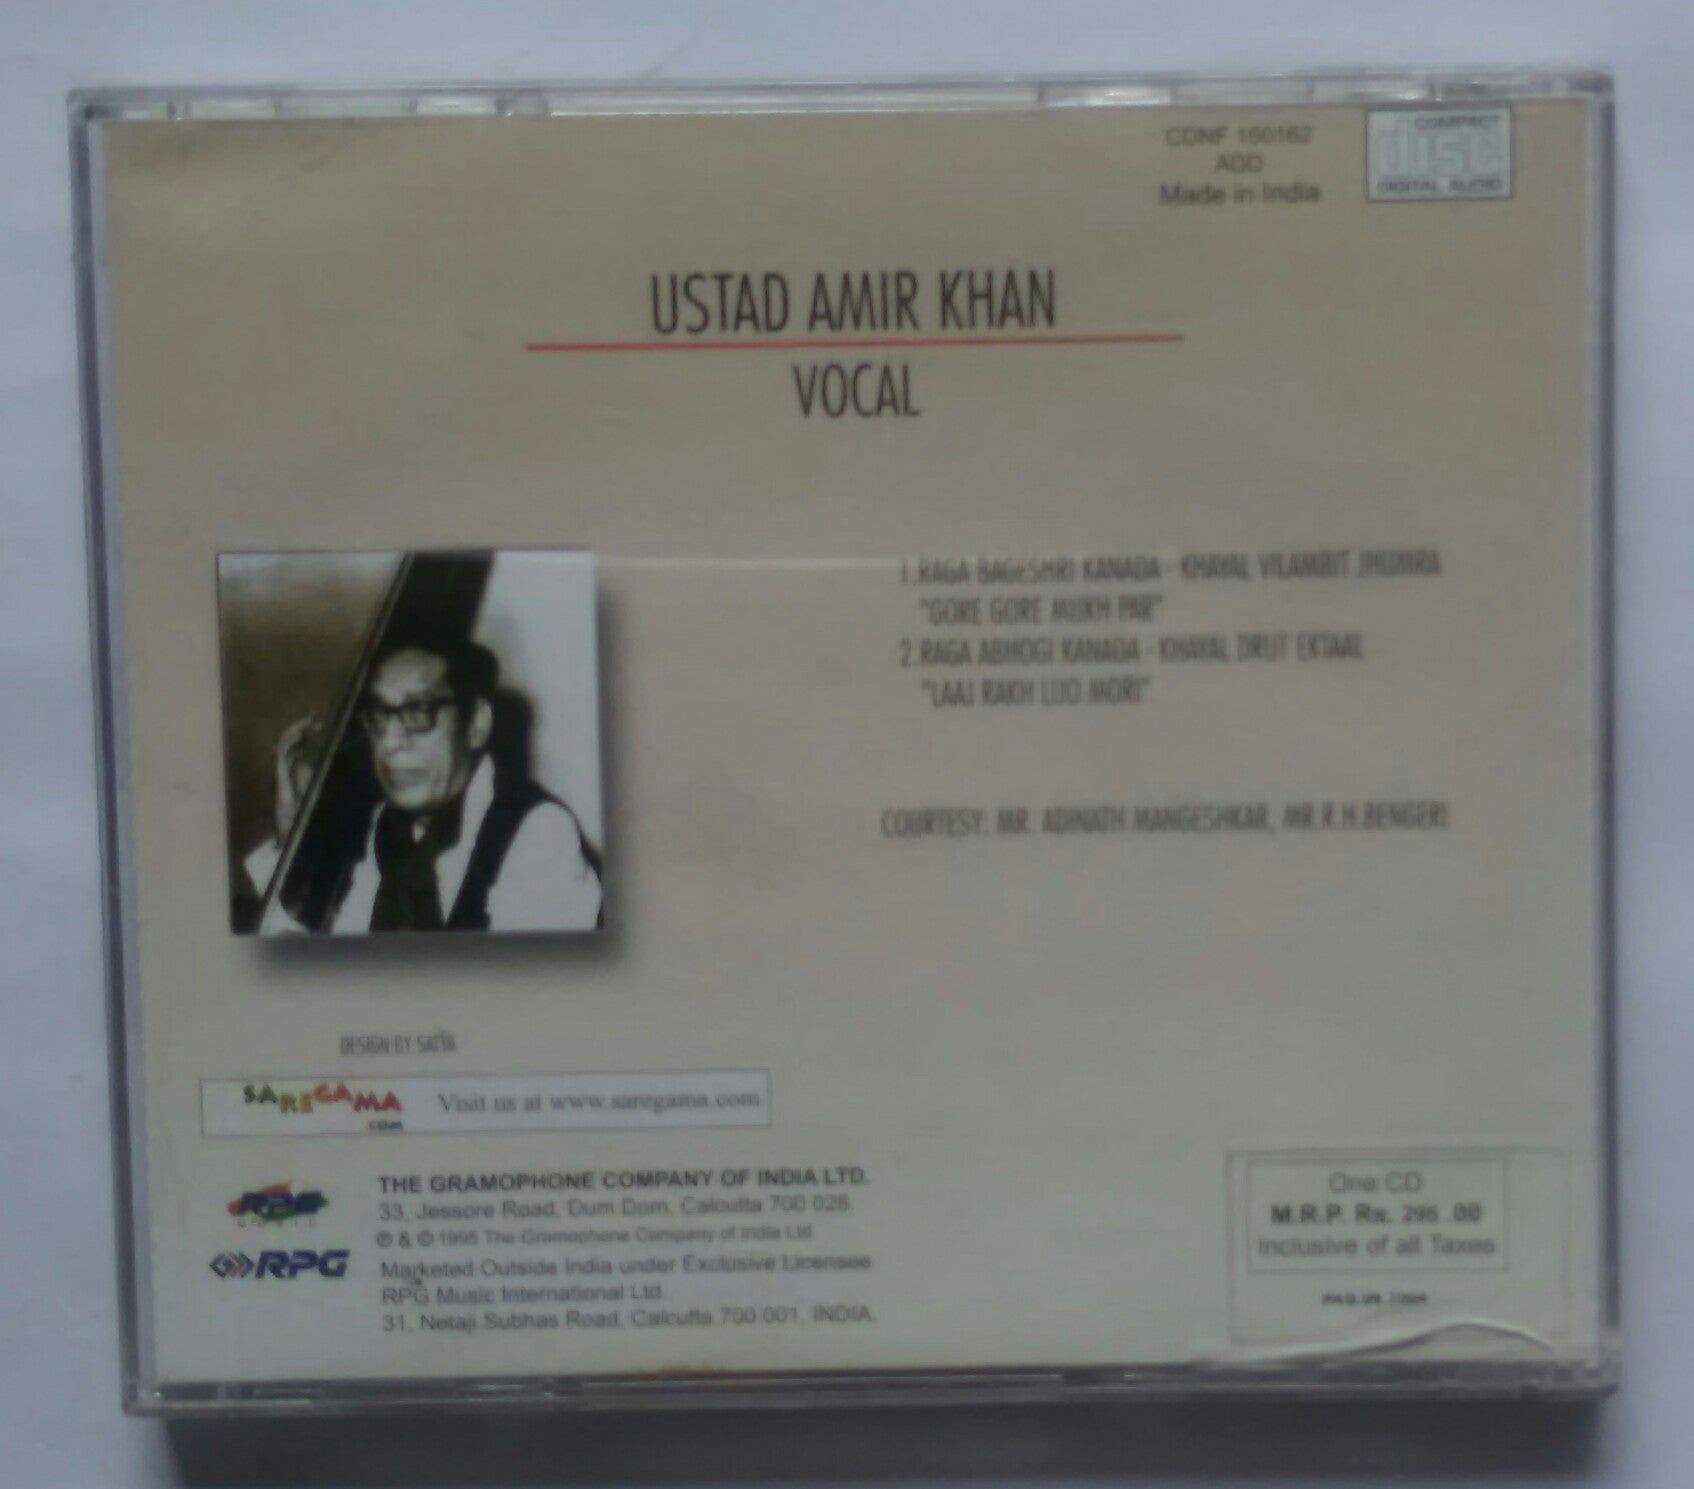 CDNF 150162
ADD
Made in India
COMPACT
disc
DIGITAL AUDIO
USTAD AMIR KHAN
VOCAL
1.RAGA BAGESHRI KANADA - KHAYAL VILAMBIT JHUMRA
"GORE GORE MUKH PAR"
2.RAGA ABHOGI KANADA - KHAYAL DRUT EKTAAL
"LAAJ RAKH LIJO MORI"
COURTESY: MR. ADINATH MANGESHKAR, MR.R.H.BENGERI
DESIGN BY SATYA
SAREGAMA
.com
Visit us at www.saregama.com
RPG
MUSIC
RPG
THE GRAMOPHONE COMPANY OF INDIA LTD.
33, Jessore Road, Dum Dom, Calcutta 700 028.
℗ & © 1995 The Gramophone Company of India Ltd.
Marketed Outside India under Exclusive Licensee
RPG Music International Ltd.
31, Netaji Subhas Road, Calcutta 700 001, INDIA.
One CD
M.R.P. Rs. 295 .00
Inclusive of all Taxes